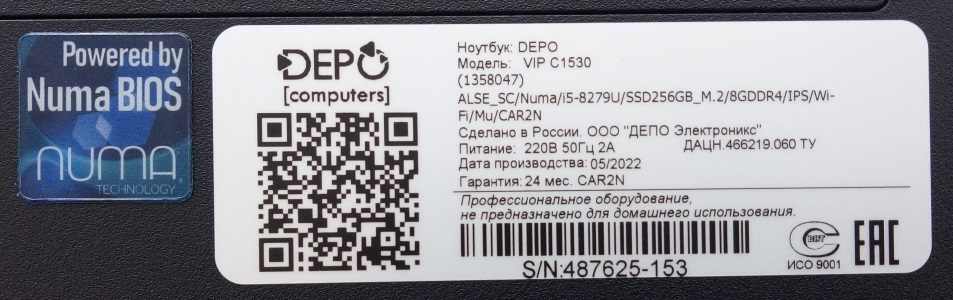 Powered by
Numa BIOS
NUMA
TECHNOLOGY
DEPO
[computers]
Ноутбук: DEPO
Модель: VIP C1530
(1358047)
ALSE_SC/Numa/i5-8279U/SSD256GB_M.2/8GDDR4/IPS/Wi-
Fi/Mu/CAR2N
Сделано в России. ООО "ДЕПО Электроникс"
Питание: 220В 50Гц 2А ДАЦН.466219.060 ТУ
Дата производства: 05/2022
Гарантия: 24 мес. CAR2N
Профессиональное оборудование,
не предназначено для домашнего использования.
S/N:487625-153
ИСО 9001
EAC